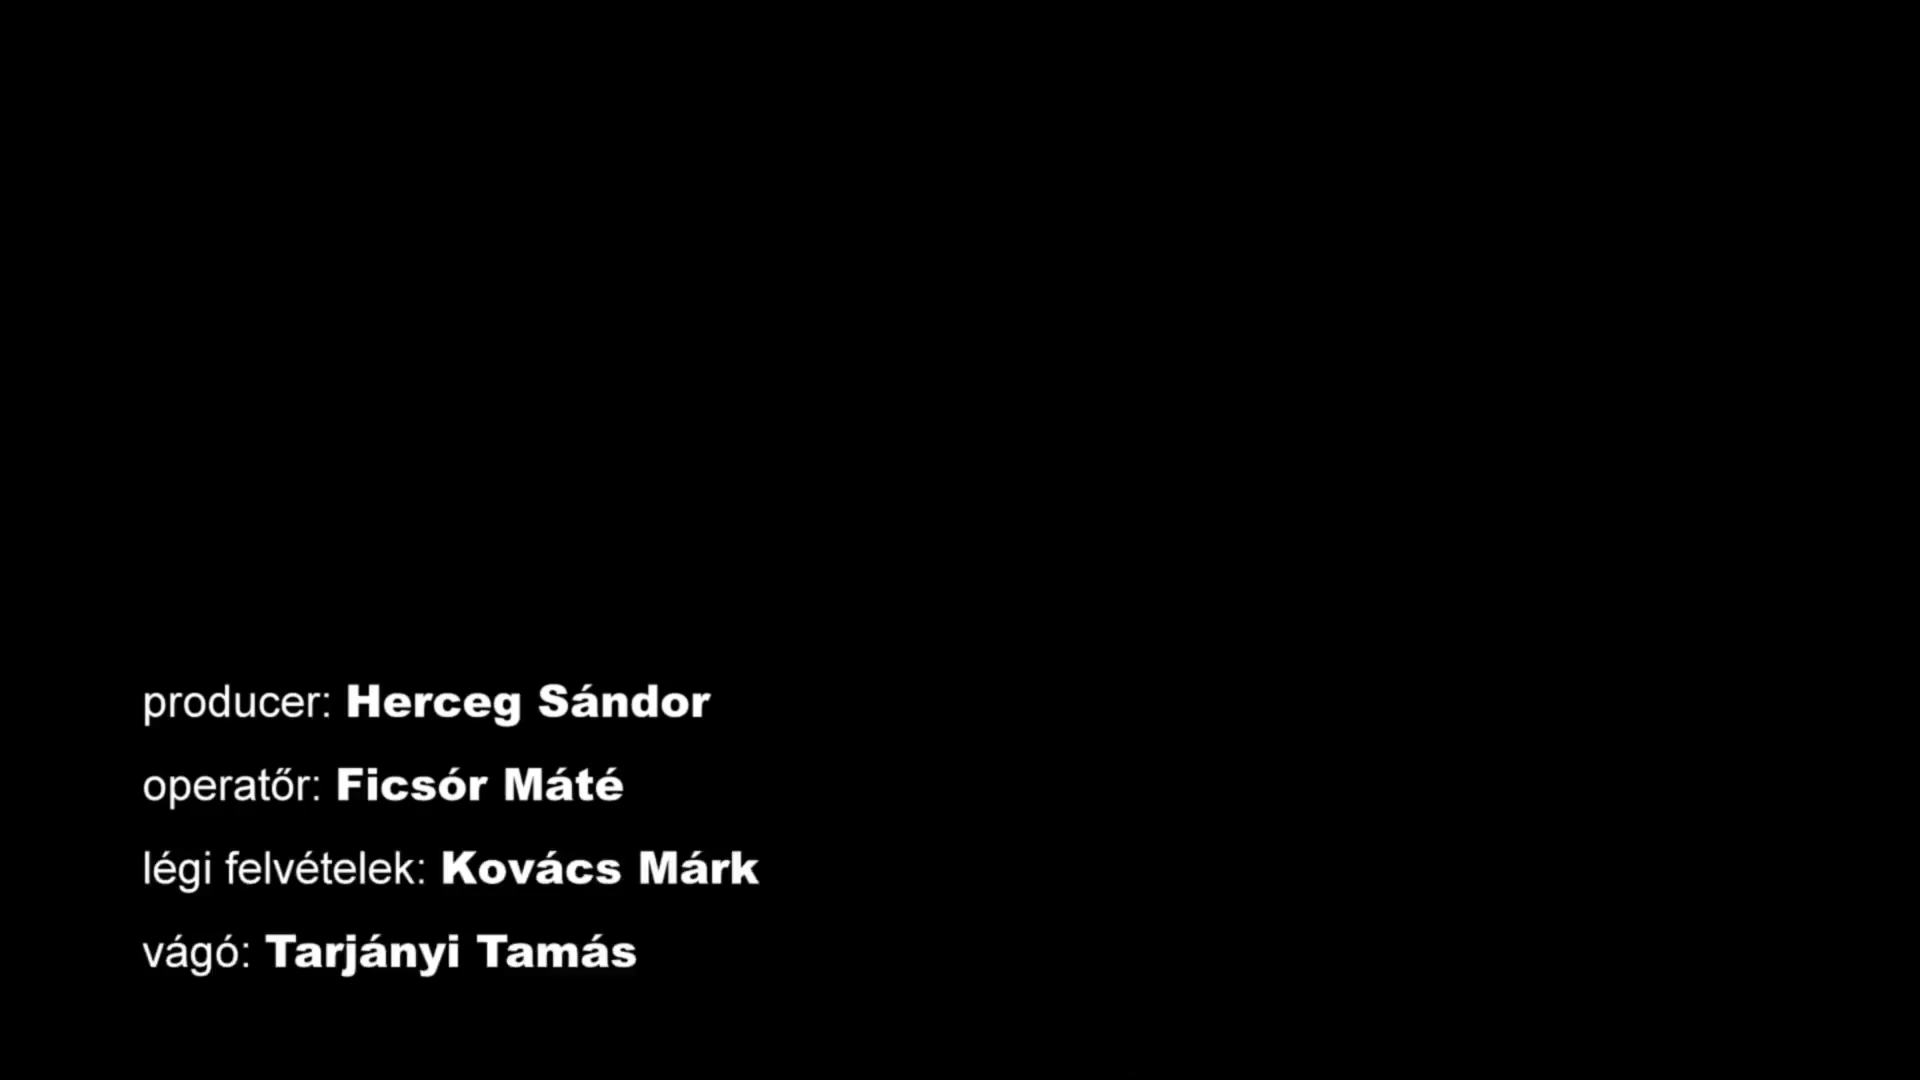 producer: Herceg Sándor
operatőr: Ficsór Máté
légi felvételek: Kovács Márk
vágó: Tarjányi Tamás